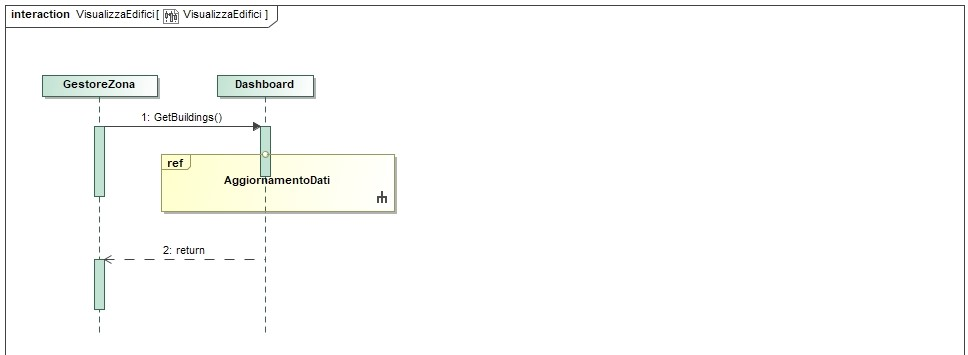 interaction VisualizzaEdifici[ VisualizzaEdifici ]
GestoreZona
Dashboard
1: GetBuildings()
ref
AggiornamentoDati
2: return